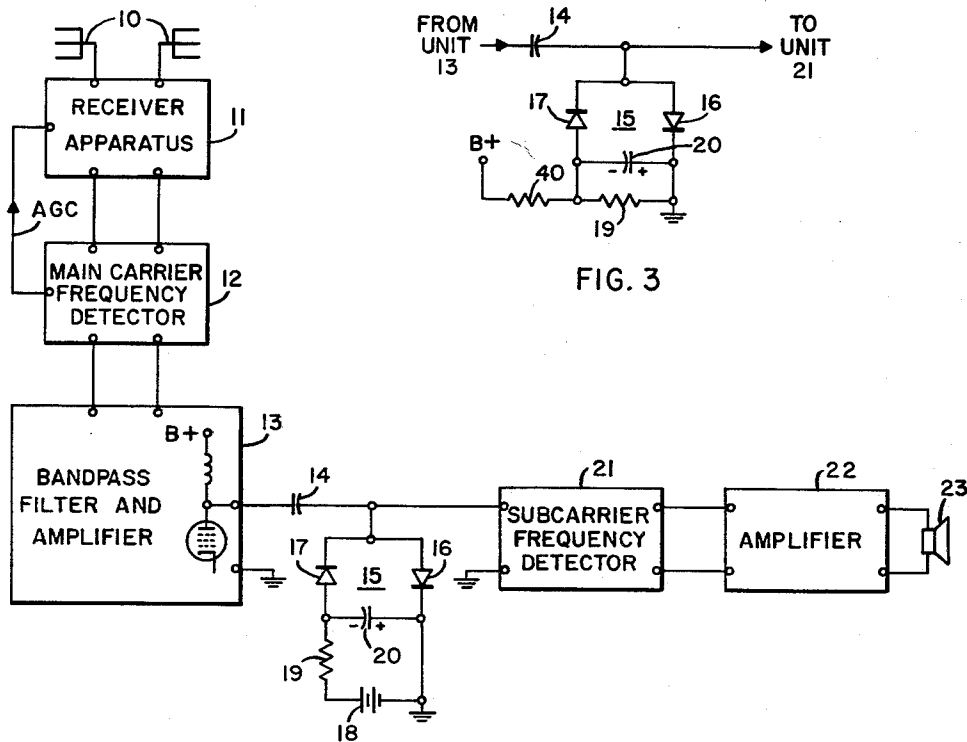 10
RECEIVER
APPARATUS
11
AGC
MAIN CARRIER
FREQUENCY
DETECTOR
12
BANDPASS
FILTER AND
AMPLIFIER
B+
13
14
17
15
16
- +
20
19
18
21
SUBCARRIER
FREQUENCY
DETECTOR
22
AMPLIFIER
23
FROM
UNIT
13
14
TO
UNIT
21
17
15
16
B+
40
- +
20
19
FIG. 3